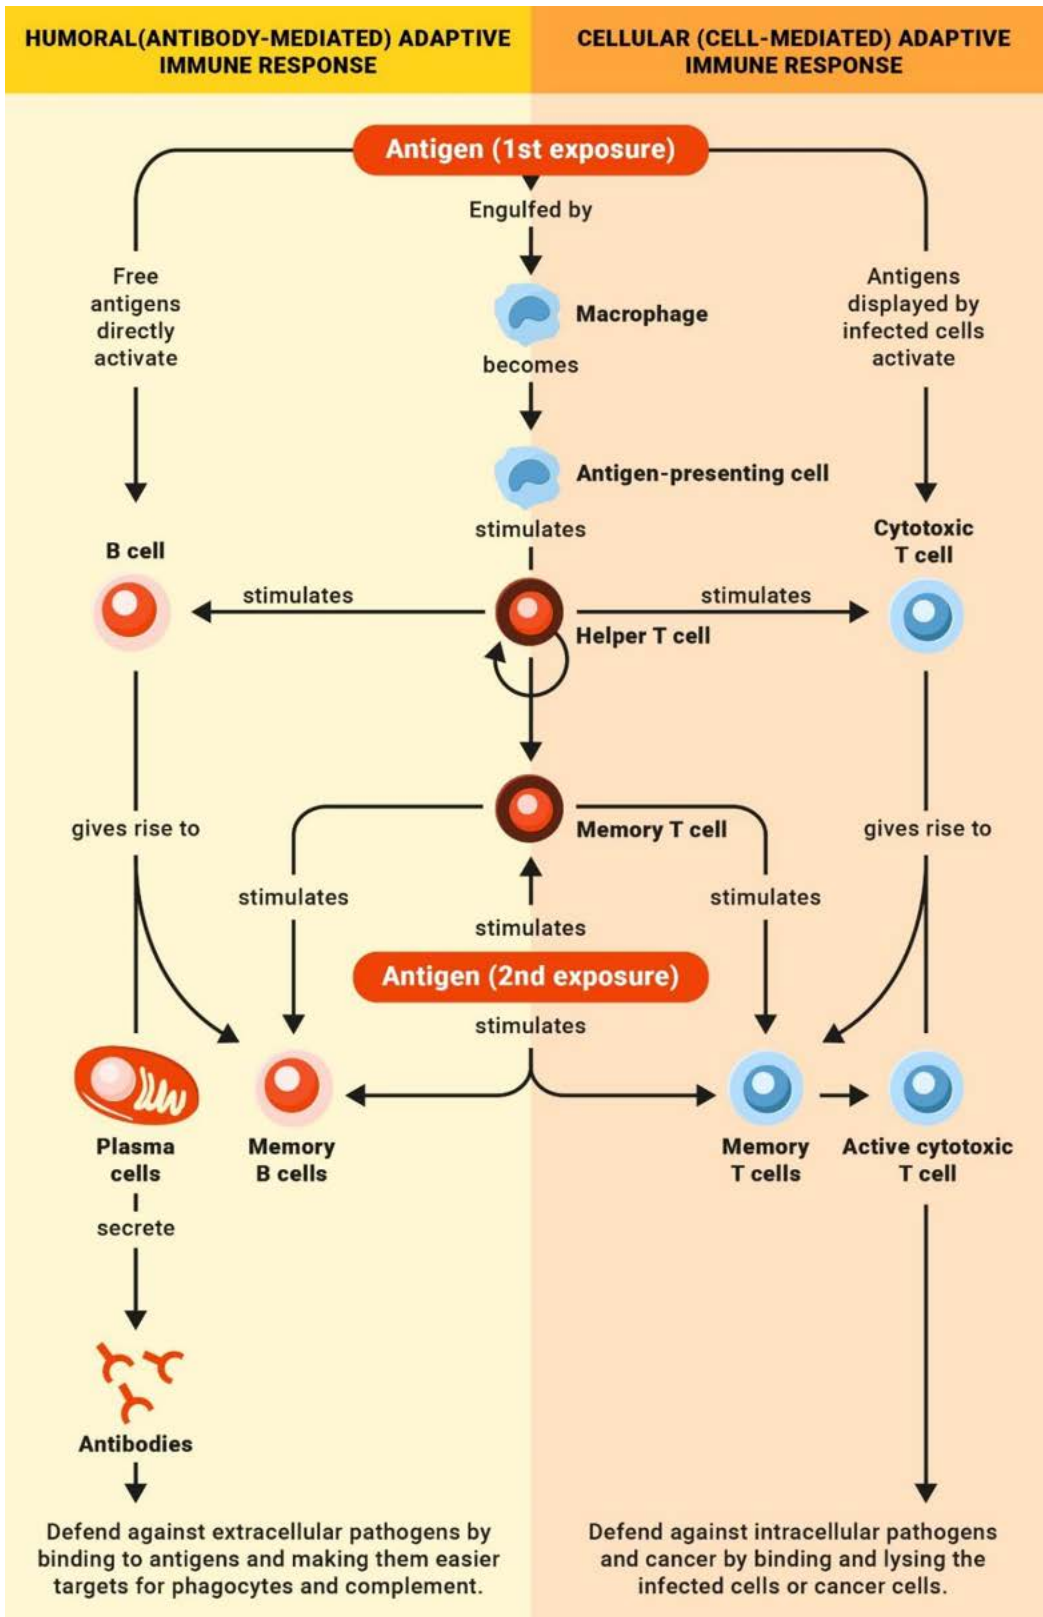 HUMORAL(ANTIBODY-MEDIATED) ADAPTIVE
IMMUNE RESPONSE
CELLULAR (CELL-MEDIATED) ADAPTIVE
IMMUNE RESPONSE
Antigen (1st exposure)
Engulfed by
Free
antigens
directly
activate
Macrophage
becomes
Antigens
displayed by
infected cells
activate
Antigen-presenting cell
stimulates
B cell
Cytotoxic
T cell
stimulates
stimulates
Helper T cell
gives rise to
Memory T cell
gives rise to
stimulates
stimulates
stimulates
Antigen (2nd exposure)
stimulates
Plasma
cells
Memory
B cells
Memory
T cells
Active cytotoxic
T cell
secrete
Antibodies
Defend against extracellular pathogens by
binding to antigens and making them easier
targets for phagocytes and complement.
Defend against intracellular pathogens
and cancer by binding and lysing the
infected cells or cancer cells.